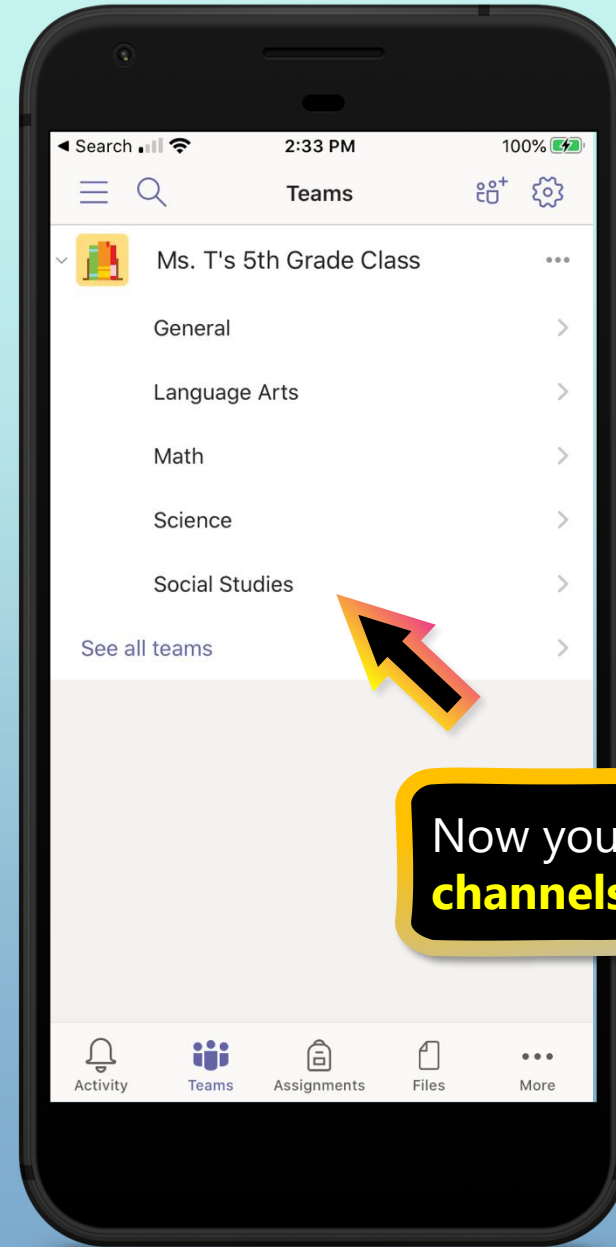 Search 2:33 PM 100%
Teams
Ms. T's 5th Grade Class
General
Language Arts
Math
Science
Social Studies
See all teams
Now you
channels
Activity Teams Assignments Files More